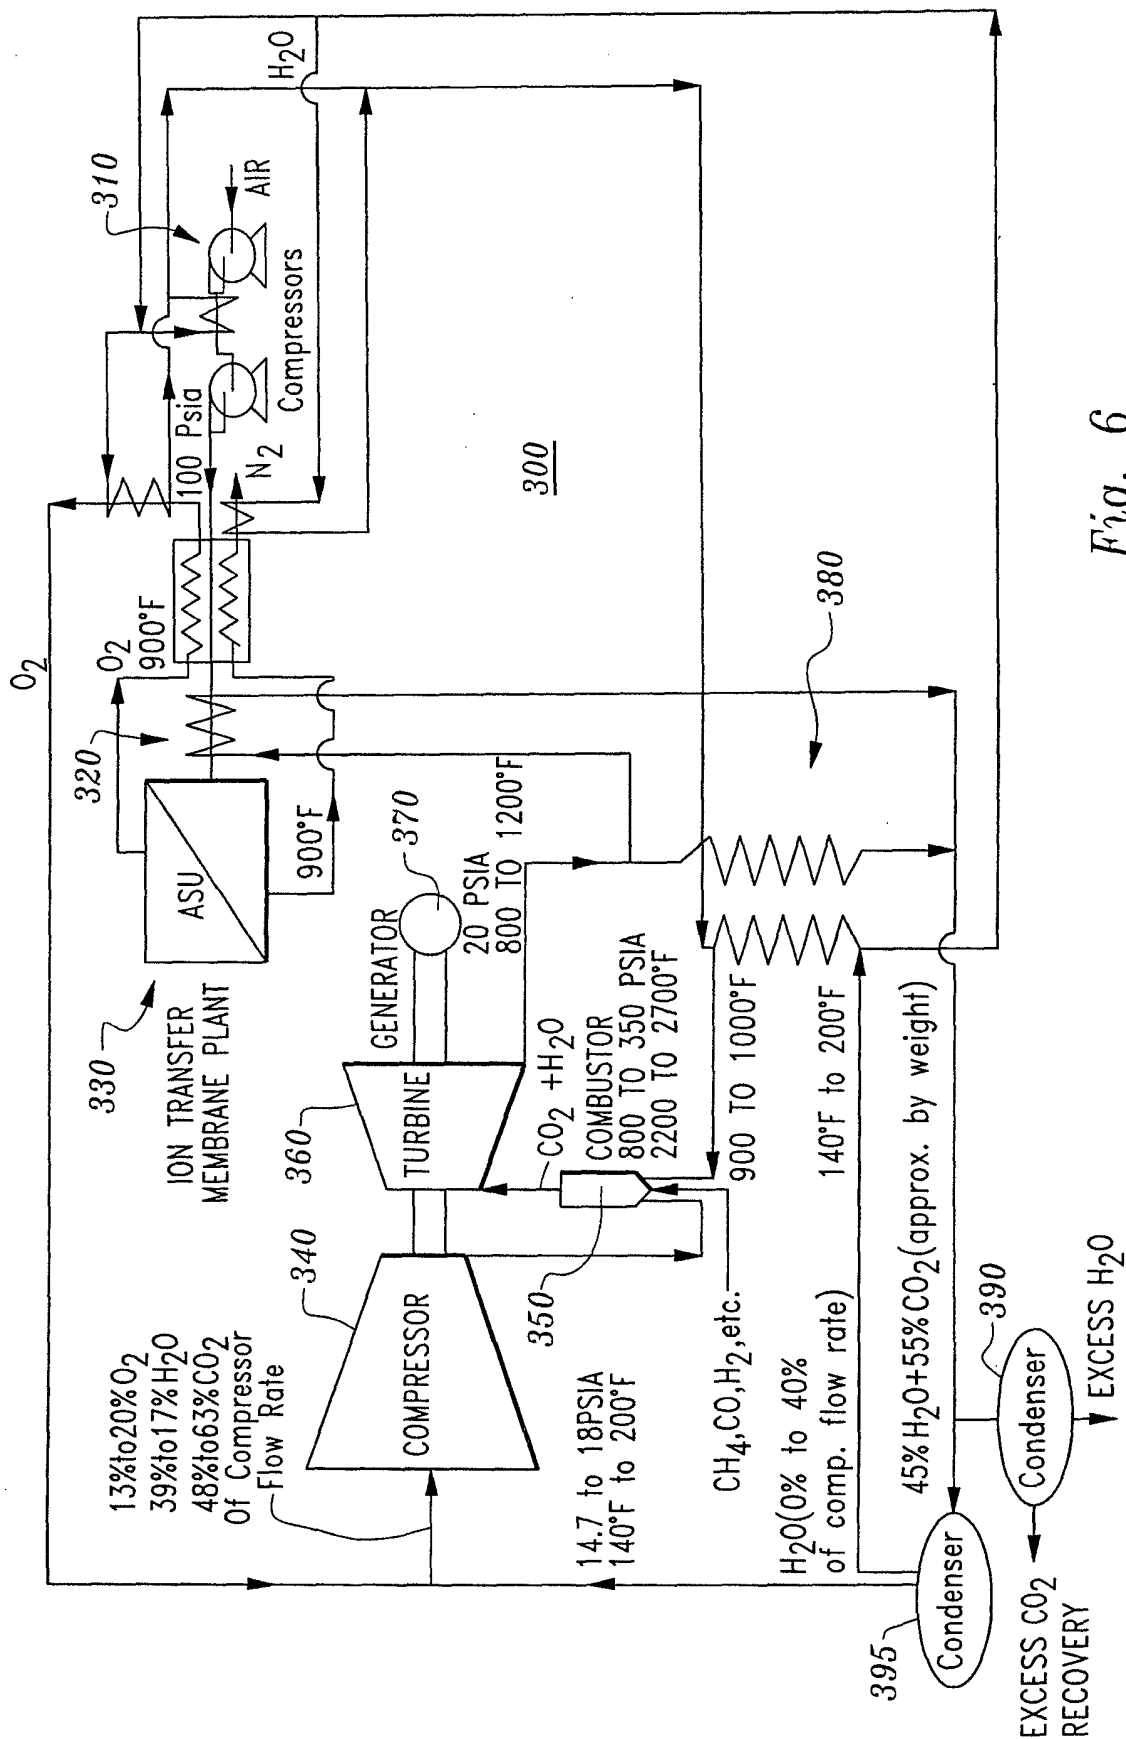 O2
13%to20%O2
39%to17%H2O
48%to63%CO2
Of Compressor
Flow Rate
340
COMPRESSOR
14.7 to 18PSIA
140°F to 200°F
350
CH4,CO,H2,etc.
330
ION TRANSFER
MEMBRANE PLANT
ASU
320
O2
900°F
900°F
360
TURBINE
GENERATOR
370
20 PSIA
800 TO 1200°F
CO2 +H2O
COMBUSTOR
800 TO 350 PSIA
2200 TO 2700°F
900 TO 1000°F
100 Psia
N2
Compressors
310
AIR
H2O
300
380
140°F to 200°F
H2O(0% to 40%
of comp. flow rate)
45%H2O+55%CO2(approx. by weight)
395
Condenser
390
Condenser
EXCESS CO2
RECOVERY
EXCESS H2O
Fig. 6